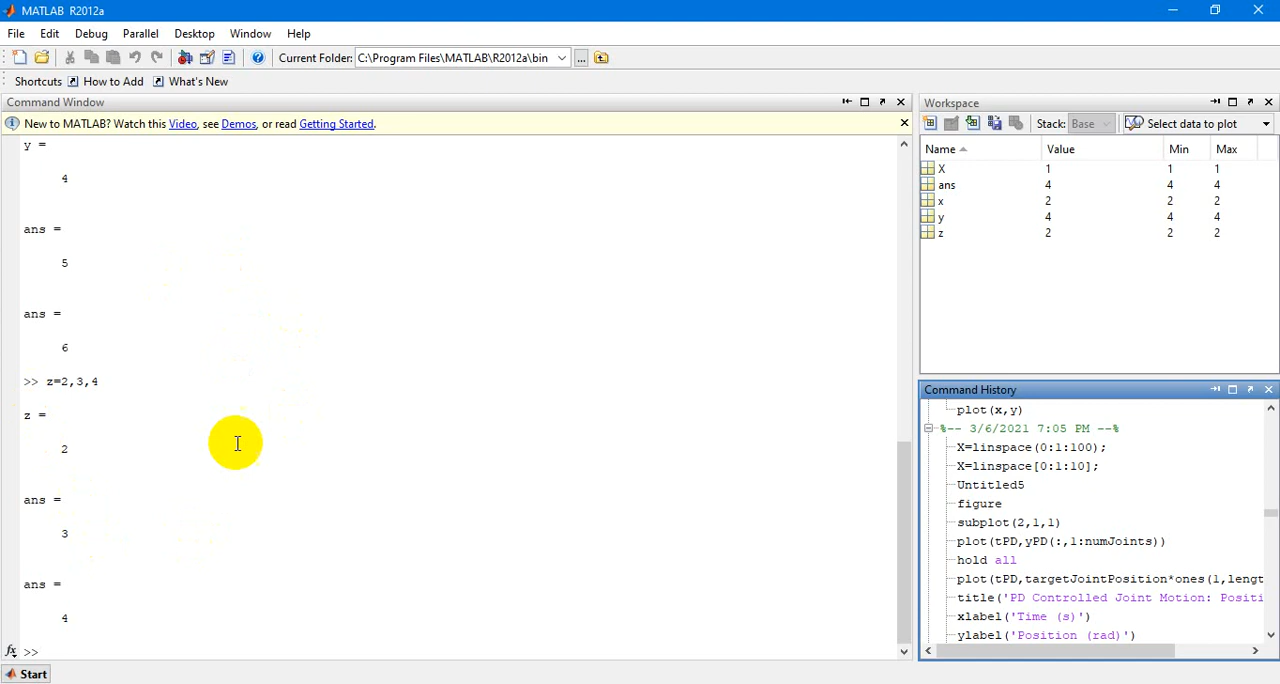 MATLAB R2012a
File Edit Debug Parallel Desktop Window Help
Current Folder: C:\Program Files\MATLAB\R2012a\bin ...
Shortcuts How to Add What's New
Command Window
New to MATLAB? Watch this Video, see Demos, or read Getting Started.
y =
4
ans =
5
ans =
6
>> z=2,3,4
z =
2
ans =
3
ans =
4
fx >>
Workspace
Stack: Base Select data to plot
Name Value Min Max
X 1 1 1
ans 4 4 4
x 2 2 2
y 4 4 4
z 2 2 2
Command History
plot(x,y)
%-- 3/6/2021 7:05 PM --%
X=linspace(0:1:100);
X=linspace[0:1:10];
Untitled5
figure
subplot(2,1,1)
plot(tPD,yPD(:,1:numJoints))
hold all
plot(tPD,targetJointPosition*ones(1,lengt
title('PD Controlled Joint Motion: Positi
xlabel('Time (s)')
ylabel('Position (rad)')
Start